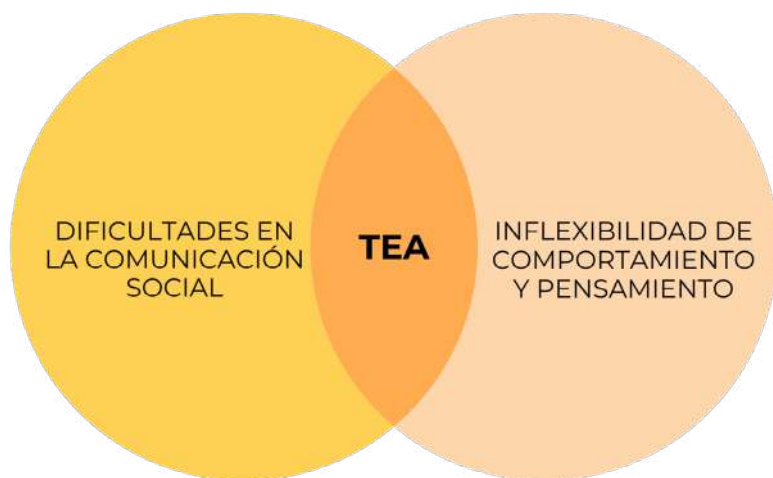 DIFICULTADES EN
LA COMUNICACIÓN
SOCIAL
TEA
INFLEXIBILIDAD DE
COMPORTAMIENTO
Y PENSAMIENTO